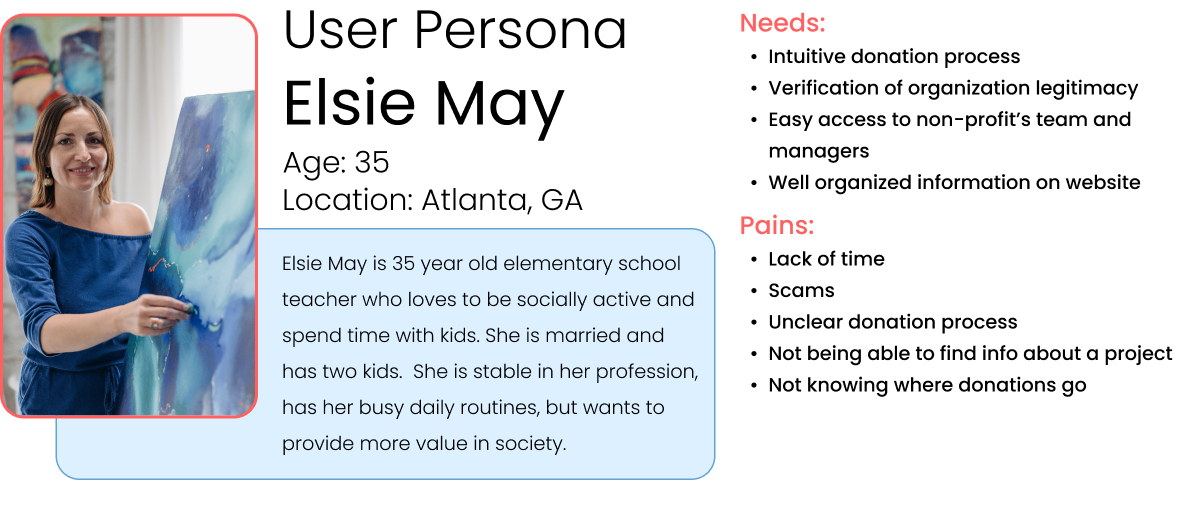 User Persona
Elsie May
Age: 35
Location: Atlanta, GA
Elsie May is 35 year old elementary school
teacher who loves to be socially active and
spend time with kids. She is married and
has two kids.  She is stable in her profession,
has her busy daily routines, but wants to
provide more value in society.
Needs:
• Intuitive donation process
• Verification of organization legitimacy
• Easy access to non-profit’s team and
managers
• Well organized information on website
Pains:
• Lack of time
• Scams
• Unclear donation process
• Not being able to find info about a project
• Not knowing where donations go